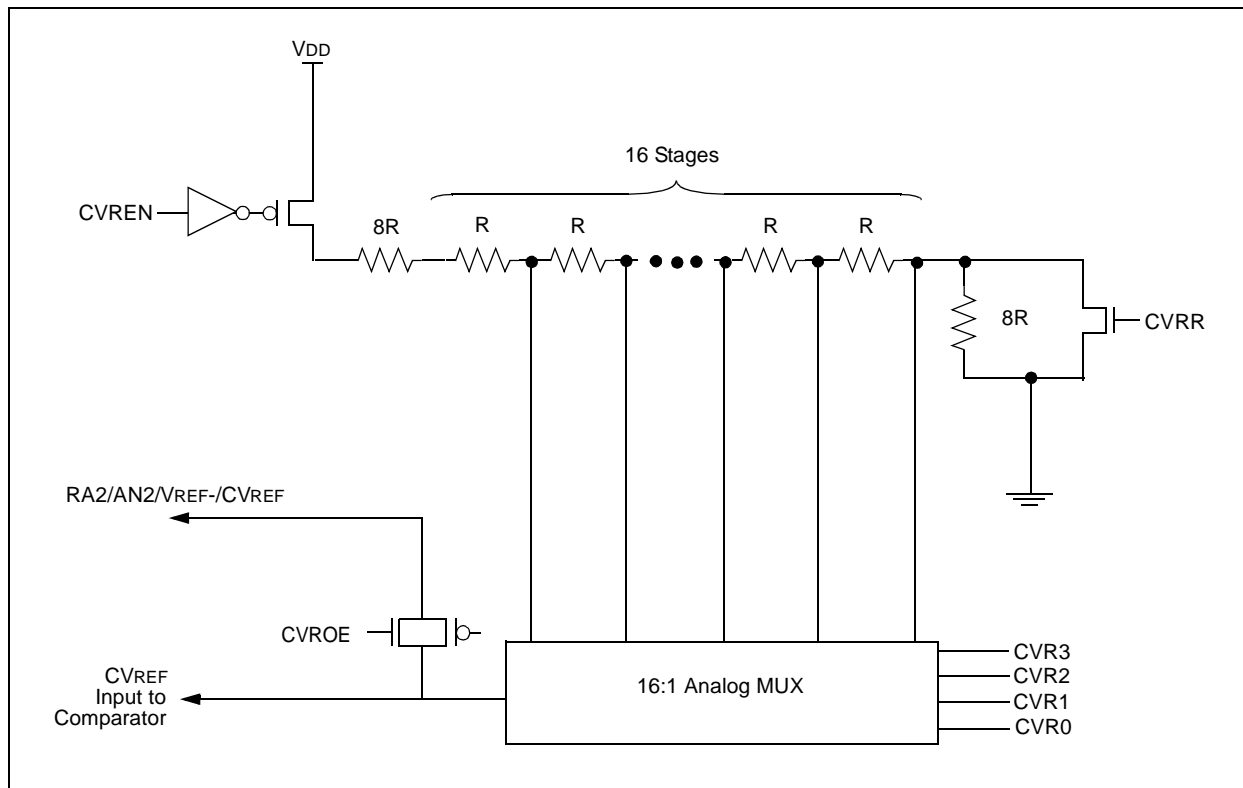 VDD
16 Stages
CVREN
8R
R
R
R
R
8R
CVRR
RA2/AN2/VREF-/CVREF
CVROE
CVREF
Input to
Comparator
16:1 Analog MUX
CVR3
CVR2
CVR1
CVR0